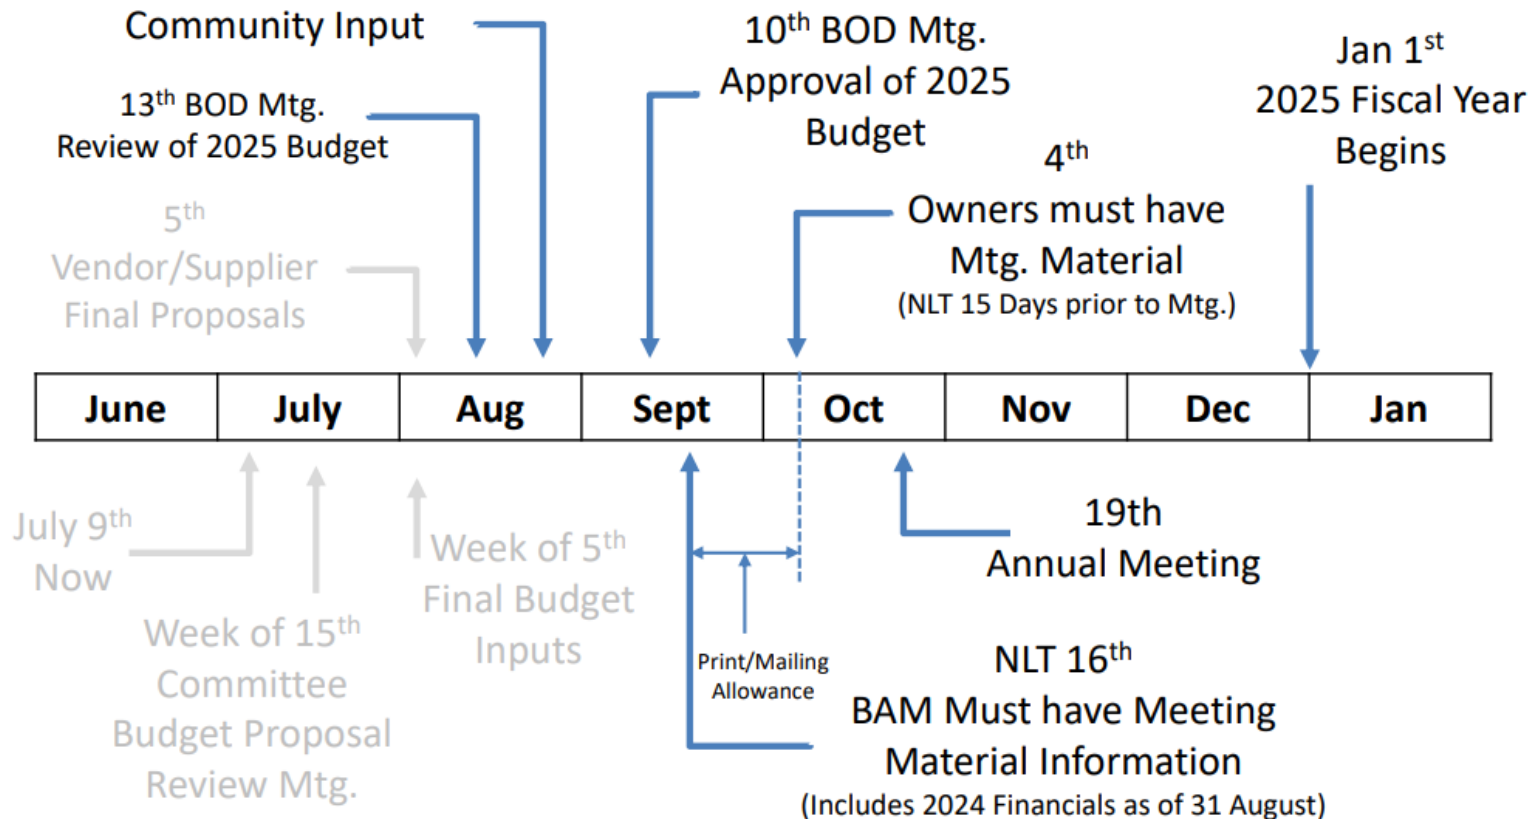 Community Input
13th BOD Mtg.
Review of 2025 Budget
5th
Vendor/Supplier
Final Proposals
10th BOD Mtg.
Approval of 2025
Budget
4th
Owners must have
Mtg. Material
(NLT 15 Days prior to Mtg.)
Jan 1st
2025 Fiscal Year
Begins
June July Aug Sept Oct Nov Dec Jan
July 9th
Now
Week of 15th
Committee
Budget Proposal
Review Mtg.
Week of 5th
Final Budget
Inputs
Print/Mailing
Allowance
19th
Annual Meeting
NLT 16th
BAM Must have Meeting
Material Information
(Includes 2024 Financials as of 31 August)